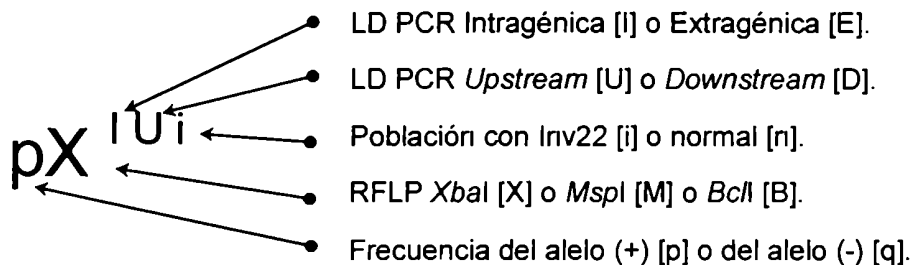 LD PCR Intragénica [I] o Extragénica [E].
LD PCR Upstream [U] o Downstream [D].
pX IUi
Población con Inv22 [i] o normal [n].
RFLP XbaI [X] o MspI [M] o BclI [B].
Frecuencia del alelo (+) [p] o del alelo (-) [q].